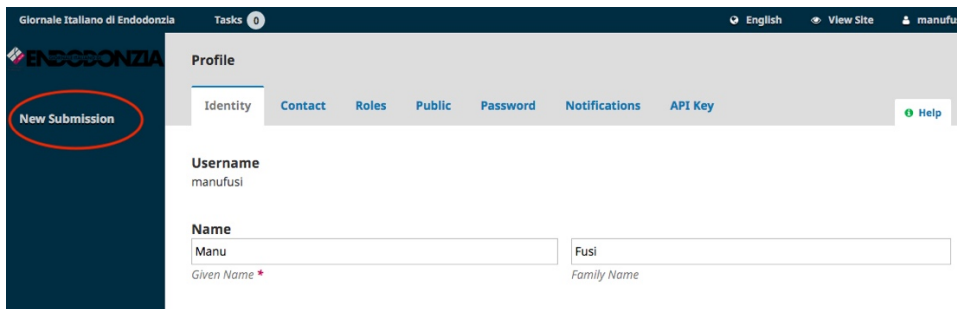 Giornale Italiano di Endodonzia Tasks 0 English View Site manufu
ENDODONZIA
Profile
Identity Contact Roles Public Password Notifications API Key Help
New Submission
Username
manufusi
Name
Manu Fusi
Given Name * Family Name